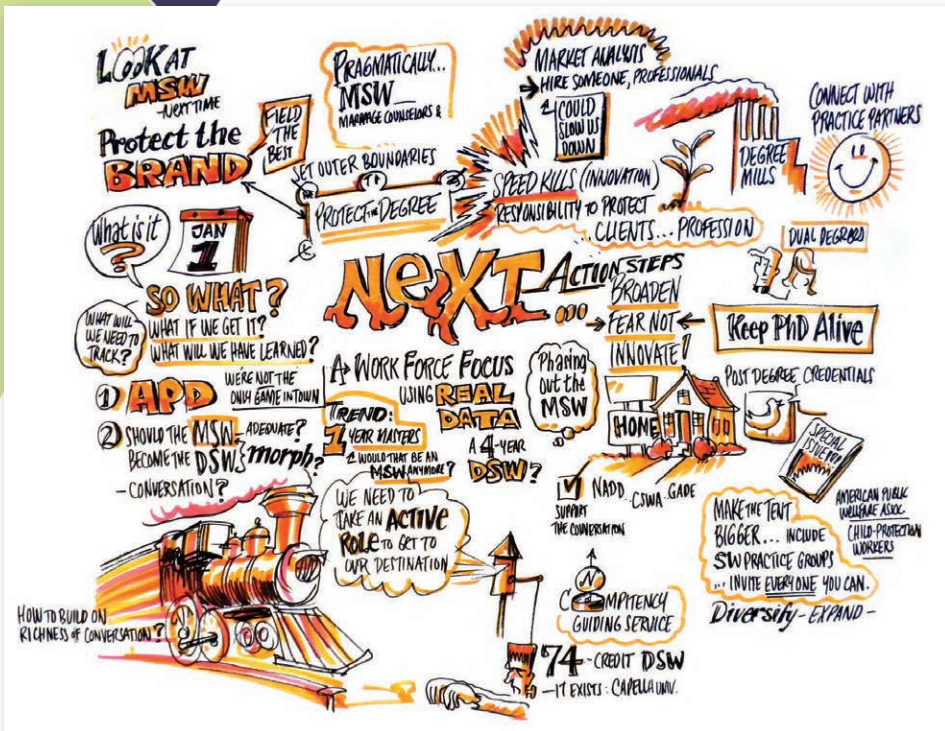 LOOK AT
MSW
-NEXT TIME
Protect the
BRAND
FIELD
THE
BEST
PRAGMATICALLY...
MSW
MARRIAGE COUNSELORS &
SET OUTER BOUNDARIES
PROTECT THE DEGREE
MARKET ANALYSTS
HIRE SOMEONE, PROFESSIONALS
COULD
SLOW US
DOWN
SPEED KILLS (INNOVATION)
RESPONSIBILITY TO PROTECT
CLIENTS... PROFESSION
DEGREE
MILLS
CONNECT WITH
PRACTICE PARTNERS
DUAL DEGREES
What is it
?
JAN
1
SO WHAT?
WHAT IF WE GET IT?
WHAT WILL WE HAVE LEARNED?
WHAT WILL
WE NEED TO
TRACK?
NEXT
ACTION STEPS
...
BROADEN
FEAR NOT
INNOVATE!
Keep PhD Alive
1 APD
WE'RE NOT THE
ONLY GAME IN TOWN
2 SHOULD THE MSW - ADEQUATE?
BECOME THE DSW? morph?
- CONVERSATION?
A WORK FORCE FOCUS
USING REAL
DATA
TREND:
1 YEAR MASTERS
WOULD THAT BE AN
MSW ANYMORE?
A 4-YEAR
DSW?
Phasing
out the
MSW
HOME
POST DEGREE CREDENTIALS
SPECIAL
ISSUE
AMERICAN PUBLIC
WELLFARE ASSOC.
CHILD-PROTECTION
WORKERS
NADD.. CSWA.. GADE
SUPPORT
THE CONVERSATION
MAKE THE TENT
BIGGER... INCLUDE
SW PRACTICE GROUPS
... INVITE EVERYONE YOU CAN.
Diversify - EXPAND -
WE NEED TO
TAKE AN ACTIVE
ROLE TO GET TO
OUR DESTINATION
N
COMPITENCY
GUIDING SERVICE
74 - CREDIT DSW
- IT EXISTS: CAPELLA UNV.
HOW TO BUILD ON
RICHNESS OF CONVERSATION?